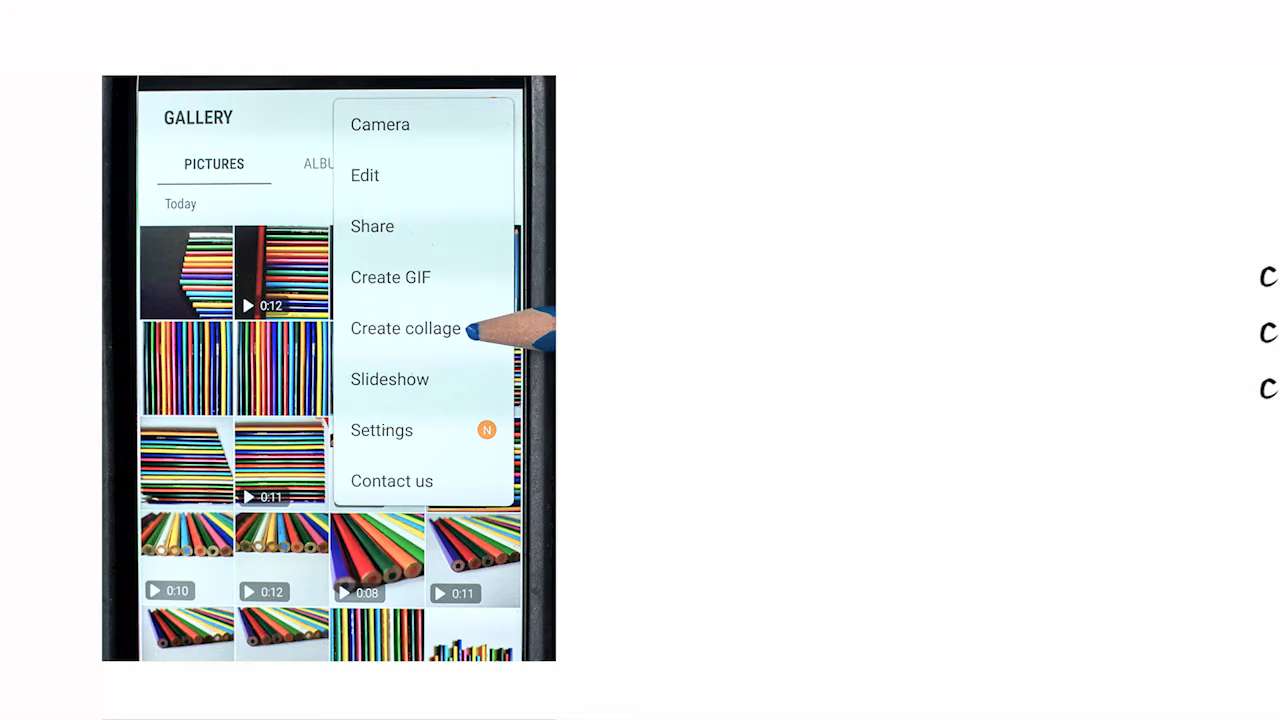 GALLERY
PICTURES ALBU
Today
Camera
Edit
Share
Create GIF
Create collage
Slideshow
Settings N
Contact us
0:12
0:11
0:10 0:12 0:08 0:11
c
c
c